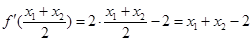 f′((x₁+x₂)/2) = 2·(x₁+x₂)/2 − 2 = x₁ + x₂ − 2